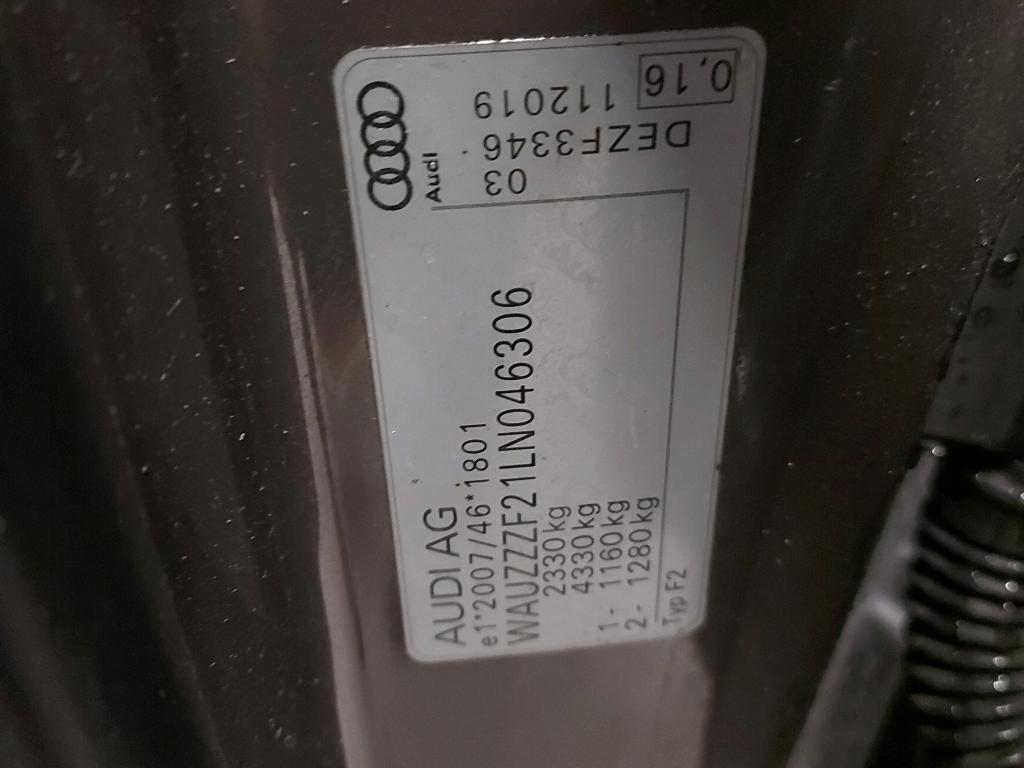 AUDI AG
e1*2007/46*1801
WAUZZZF21LN046306
2330 kg
4330 kg
1- 1160 kg
2- 1280 kg
Typ F2
Audi
03
DEZF3346
112019
0,16